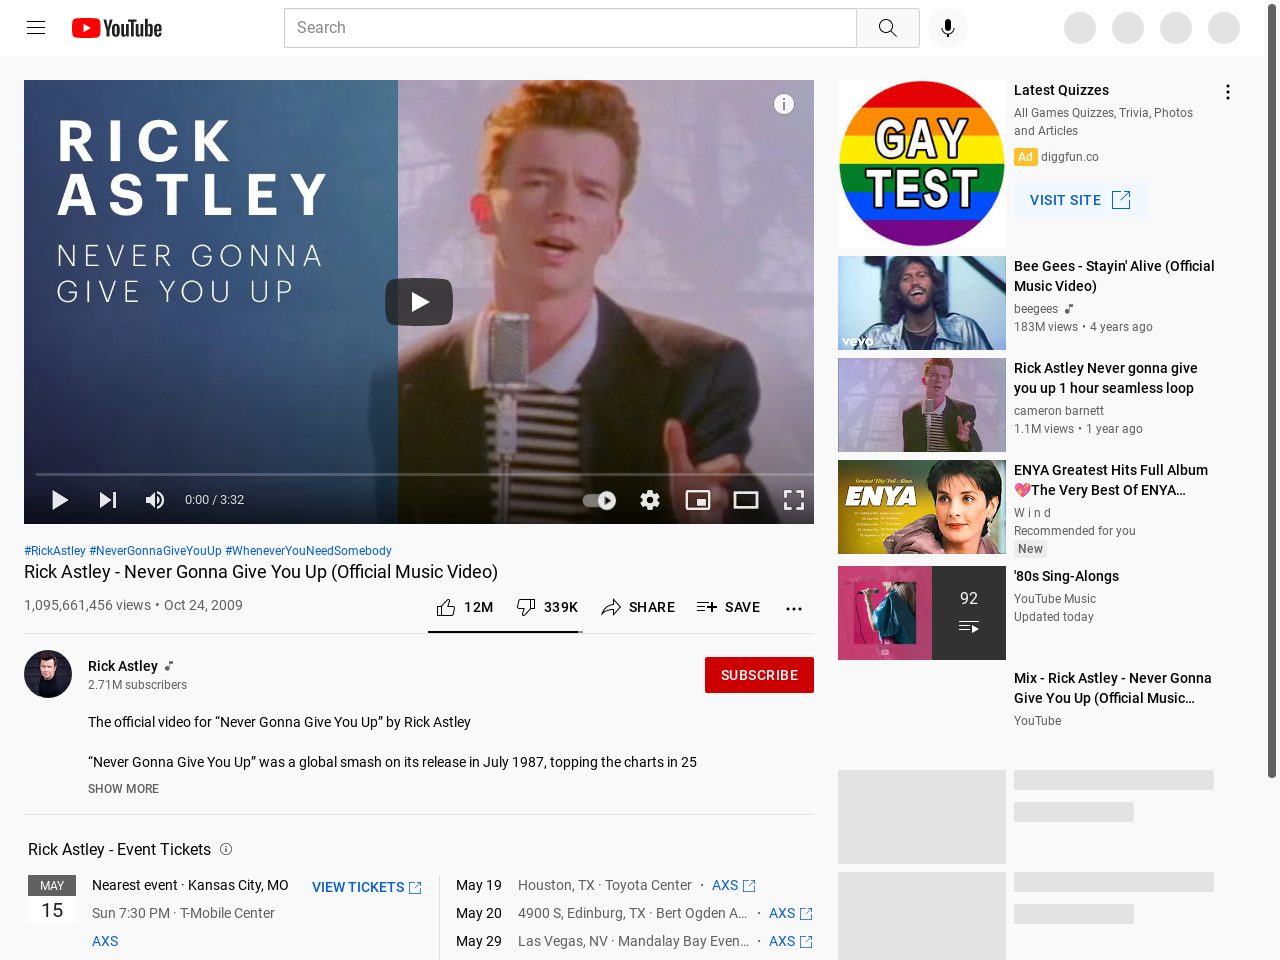 YouTube
Search
RICK
ASTLEY
NEVER GONNA
GIVE YOU UP
0:00 / 3:32
#RickAstley #NeverGonnaGiveYouUp #WheneverYouNeedSomebody
Rick Astley - Never Gonna Give You Up (Official Music Video)
1,095,661,456 views • Oct 24, 2009
12M
339K
SHARE
SAVE
Rick Astley
2.71M subscribers
SUBSCRIBE
The official video for “Never Gonna Give You Up” by Rick Astley
“Never Gonna Give You Up” was a global smash on its release in July 1987, topping the charts in 25
SHOW MORE
Rick Astley - Event Tickets
MAY
15
Nearest event · Kansas City, MO
VIEW TICKETS
Sun 7:30 PM · T-Mobile Center
AXS
May 19 Houston, TX · Toyota Center · AXS
May 20 4900 S, Edinburg, TX · Bert Ogden A... · AXS
May 29 Las Vegas, NV · Mandalay Bay Even... · AXS
GAY
TEST
Latest Quizzes
All Games Quizzes, Trivia, Photos
and Articles
Ad diggfun.co
VISIT SITE
vevo
Bee Gees - Stayin' Alive (Official
Music Video)
beegees
183M views • 4 years ago
Rick Astley Never gonna give
you up 1 hour seamless loop
cameron barnett
1.1M views • 1 year ago
Greatest Hits Full Album
ENYA
ENYA Greatest Hits Full Album
💖The Very Best Of ENYA...
W i n d
Recommended for you
New
92
'80s Sing-Alongs
YouTube Music
Updated today
Mix - Rick Astley - Never Gonna
Give You Up (Official Music...
YouTube